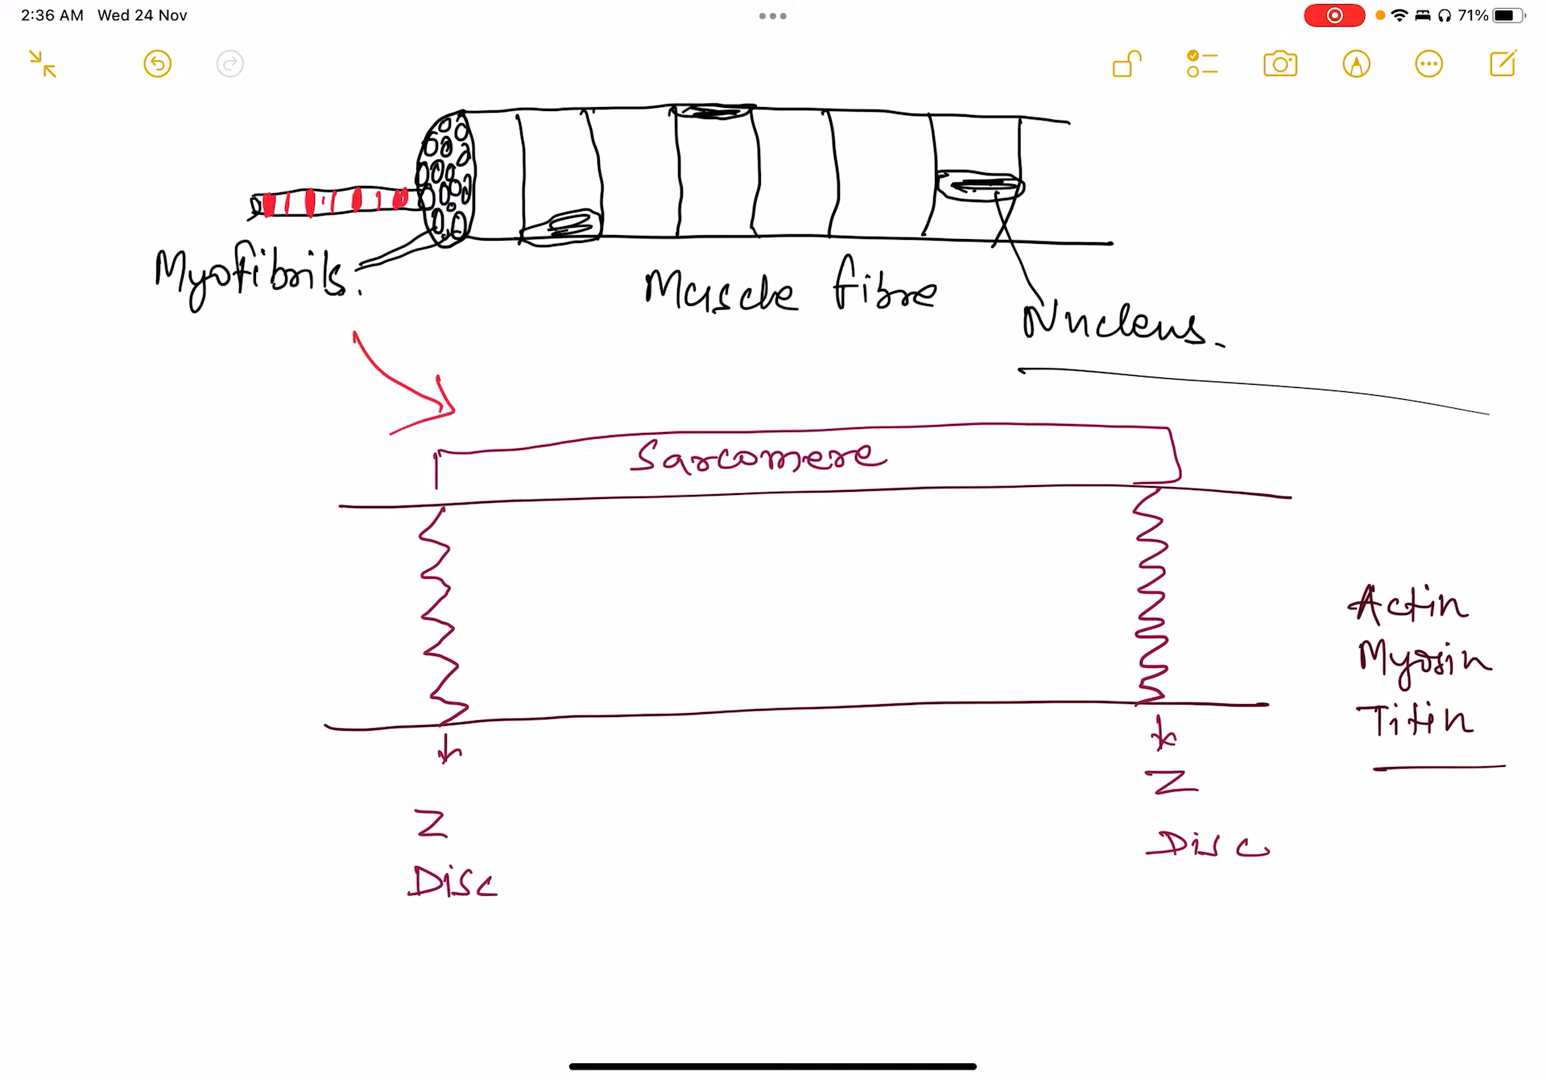 2:36 AM Wed 24 Nov
71%
Myofibrils.
Muscle fibre
Nucleus.
Sarcomere
Actin
Myosin
Titin
Z
Disc
Z
Disc